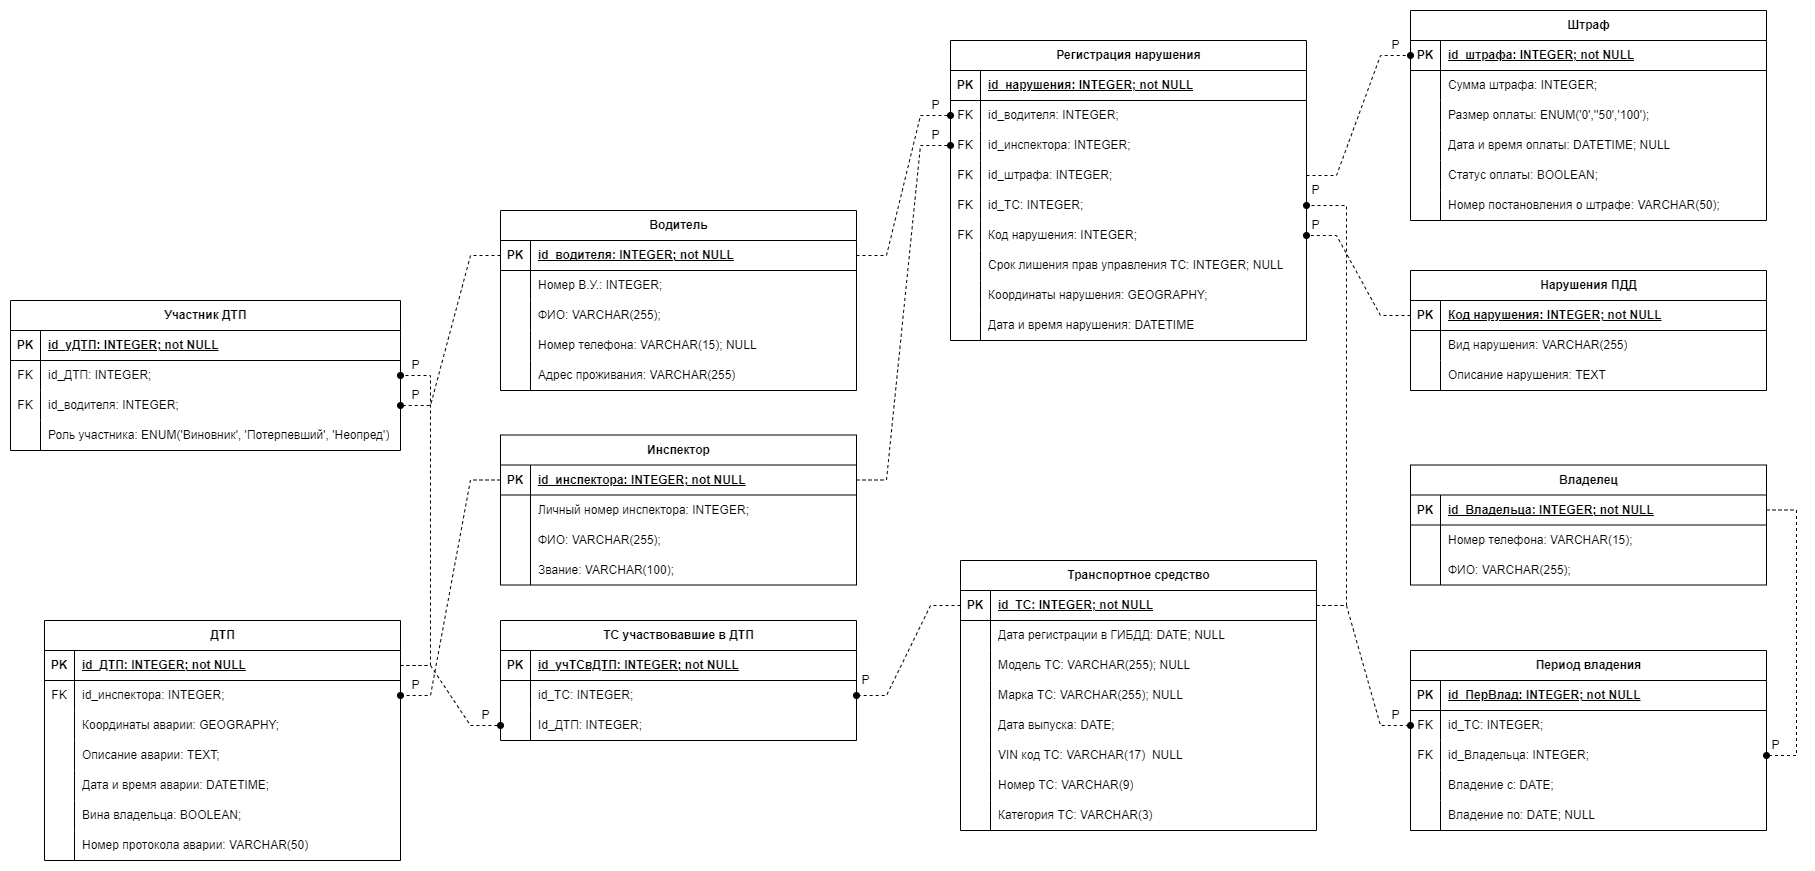 Штраф
PK id_штрафа: INTEGER; not NULL
Сумма штрафа: INTEGER;
Размер оплаты: ENUM('0',''50','100');
Дата и время оплаты: DATETIME; NULL
Статус оплаты: BOOLEAN;
Номер постановления о штрафе: VARCHAR(50);
P
Регистрация нарушения
PK id_нарушения: INTEGER; not NULL
FK id_водителя: INTEGER;
FK id_инспектора: INTEGER;
FK id_штрафа: INTEGER;
FK id_ТС: INTEGER;
FK Код нарушения: INTEGER;
Срок лишения прав управления ТС: INTEGER; NULL
Координаты нарушения: GEOGRAPHY;
Дата и время нарушения: DATETIME
P
P
P
P
Нарушения ПДД
PK Код нарушения: INTEGER; not NULL
Вид нарушения: VARCHAR(255)
Описание нарушения: TEXT
Водитель
PK id_водителя: INTEGER; not NULL
Номер В.У.: INTEGER;
ФИО: VARCHAR(255);
Номер телефона: VARCHAR(15); NULL
Адрес проживания: VARCHAR(255)
Участник ДТП
PK id_уДТП: INTEGER; not NULL
FK id_ДТП: INTEGER;
FK id_водителя: INTEGER;
Роль участника: ENUM('Виновник', 'Потерпевший', 'Неопред')
P
P
Инспектор
PK id_инспектора: INTEGER; not NULL
Личный номер инспектора: INTEGER;
ФИО: VARCHAR(255);
Звание: VARCHAR(100);
Владелец
PK id_Владельца: INTEGER; not NULL
Номер телефона: VARCHAR(15);
ФИО: VARCHAR(255);
ДТП
PK id_ДТП: INTEGER; not NULL
FK id_инспектора: INTEGER;
Координаты аварии: GEOGRAPHY;
Описание аварии: TEXT;
Дата и время аварии: DATETIME;
Вина владельца: BOOLEAN;
Номер протокола аварии: VARCHAR(50)
P
ТС участвовавшие в ДТП
PK id_учТСвДТП: INTEGER; not NULL
id_ТС: INTEGER;
Id_ДТП: INTEGER;
P
P
Транспортное средство
PK id_ТС: INTEGER; not NULL
Дата регистрации в ГИБДД: DATE; NULL
Модель ТС: VARCHAR(255); NULL
Марка ТС: VARCHAR(255); NULL
Дата выпуска: DATE;
VIN код ТС: VARCHAR(17)  NULL
Номер ТС: VARCHAR(9)
Категория ТС: VARCHAR(3)
Период владения
PK id_ПерВлад: INTEGER; not NULL
FK id_ТС: INTEGER;
FK id_Владельца: INTEGER;
Владение с: DATE;
Владение по: DATE; NULL
P
P